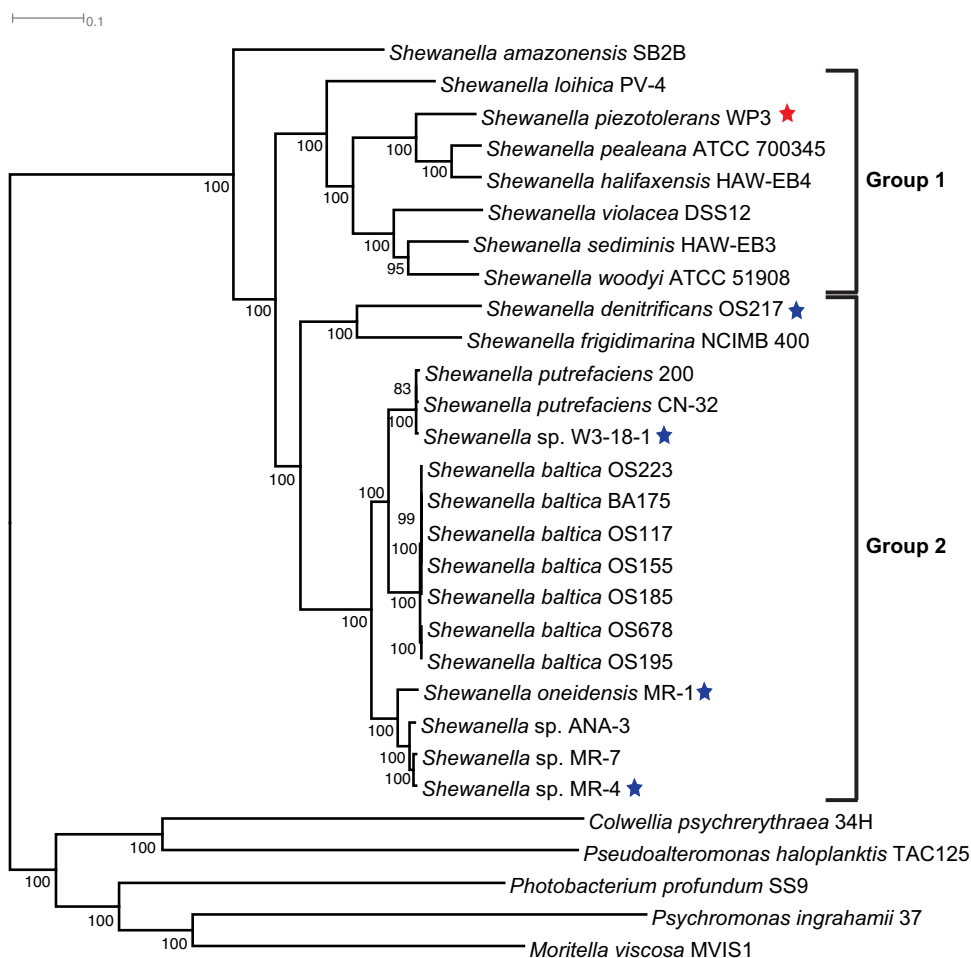 0.1
Shewanella amazonensis SB2B
Shewanella loihica PV-4
Shewanella piezotolerans WP3
100
Shewanella pealeana ATCC 700345
100
100
Shewanella halifaxensis HAW-EB4
Group 1
100
100
Shewanella violacea DSS12
100
Shewanella sediminis HAW-EB3
95
Shewanella woodyi ATCC 51908
100
Shewanella denitrificans OS217
100
Shewanella frigidimarina NCIMB 400
Shewanella putrefaciens 200
83
Shewanella putrefaciens CN-32
100
Shewanella sp. W3-18-1
Shewanella baltica OS223
100
100
Shewanella baltica BA175
99
Shewanella baltica OS117
100
Group 2
Shewanella baltica OS155
Shewanella baltica OS185
100
100
Shewanella baltica OS678
100
Shewanella baltica OS195
Shewanella oneidensis MR-1
Shewanella sp. ANA-3
100
Shewanella sp. MR-7
100
100
Shewanella sp. MR-4
Colwellia psychrerythraea 34H
100
Pseudoalteromonas haloplanktis TAC125
100
Photobacterium profundum SS9
100
Psychromonas ingrahamii 37
100
Moritella viscosa MVIS1